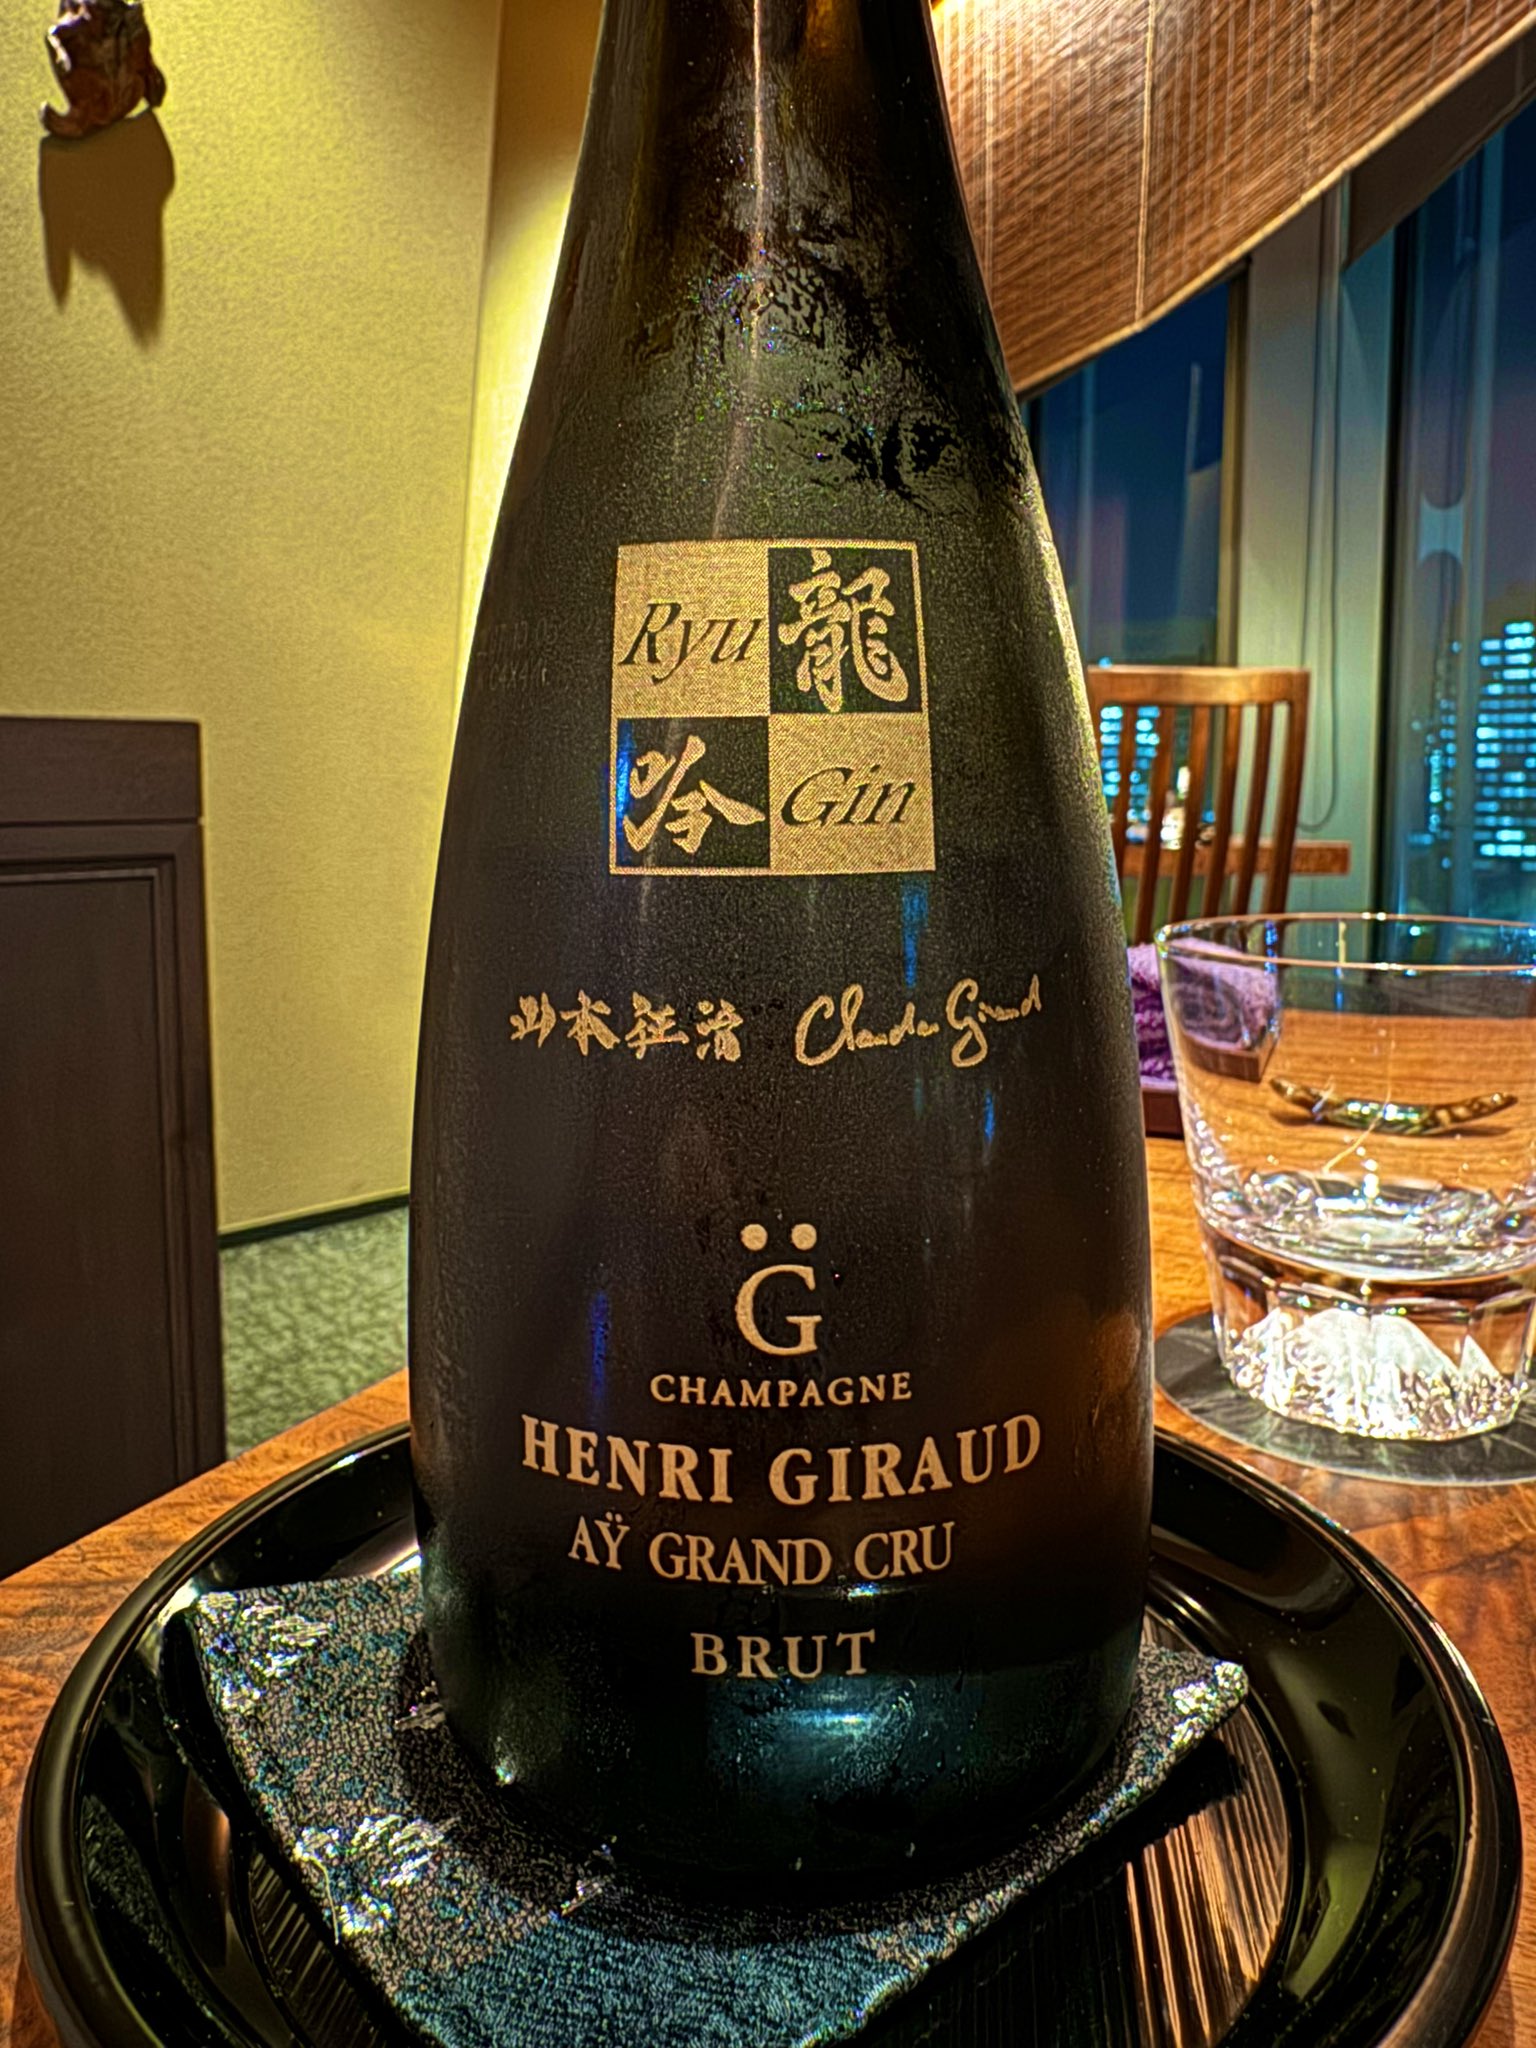 Ryu 龍
吟 Gin
山本征治 Claude Giraud
G̈
CHAMPAGNE
HENRI GIRAUD
AŸ GRAND CRU
BRUT